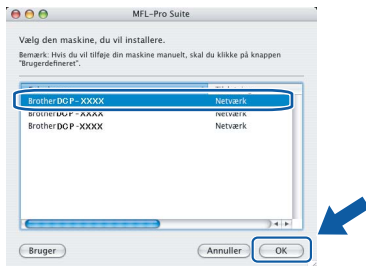 MFL-Pro Suite
Vælg den maskine, du vil installere.
Bemærk: Hvis du vil tilføje din maskine manuelt, skal du klikke på knappen
"Brugerdefineret".
Brother DCP-XXXX Netværk
Brother DCP-XXXX Netværk
Brother DCP-XXXX Netværk
Bruger Annuller OK